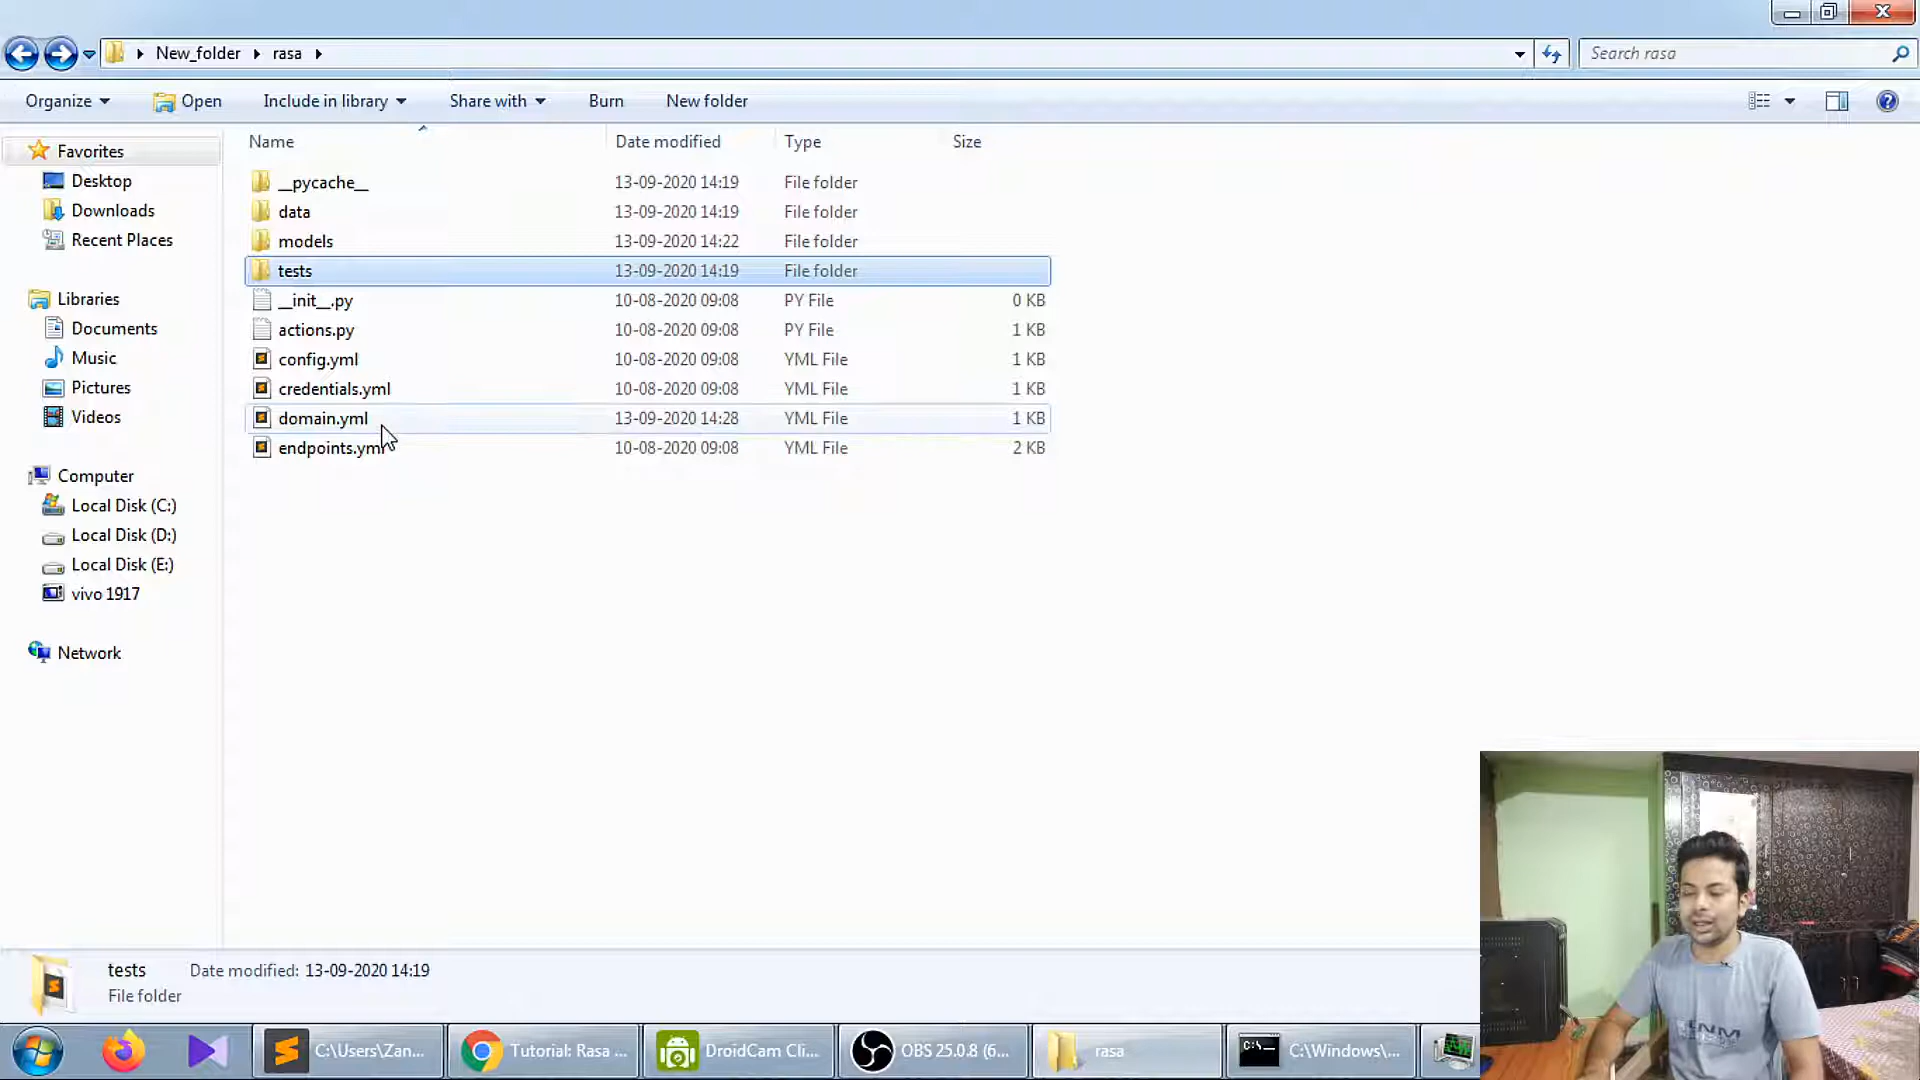 New_folder rasa
Search rasa
Organize Open Include in library Share with Burn New folder
Name Date modified Type Size
Favorites
Desktop
Downloads
Recent Places
Libraries
Documents
Music
Pictures
Videos
Computer
Local Disk (C:)
Local Disk (D:)
Local Disk (E:)
vivo 1917
Network
__pycache__ 13-09-2020 14:19 File folder
data 13-09-2020 14:19 File folder
models 13-09-2020 14:22 File folder
tests 13-09-2020 14:19 File folder
__init__.py 10-08-2020 09:08 PY File 0 KB
actions.py 10-08-2020 09:08 PY File 1 KB
config.yml 10-08-2020 09:08 YML File 1 KB
credentials.yml 10-08-2020 09:08 YML File 1 KB
domain.yml 13-09-2020 14:28 YML File 1 KB
endpoints.yml 10-08-2020 09:08 YML File 2 KB
tests Date modified: 13-09-2020 14:19
File folder
C:\Users\Zan... Tutorial: Rasa ... DroidCam Cli... OBS 25.0.8 (6... rasa C:\Windows\...